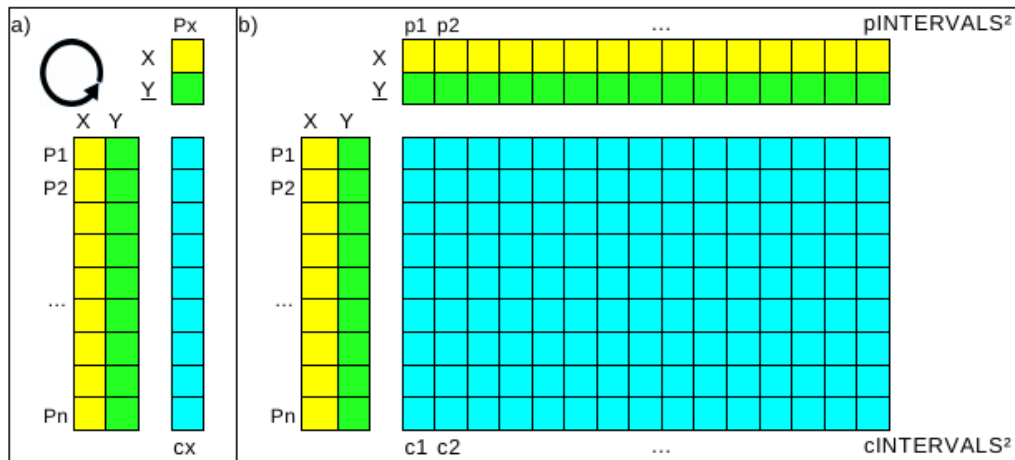 a)
Px
X
Y
X Y
P1
P2
...
Pn
cx
b)
p1 p2 ... pINTERVALS²
X
Y
X Y
P1
P2
...
Pn
c1 c2 ... cINTERVALS²